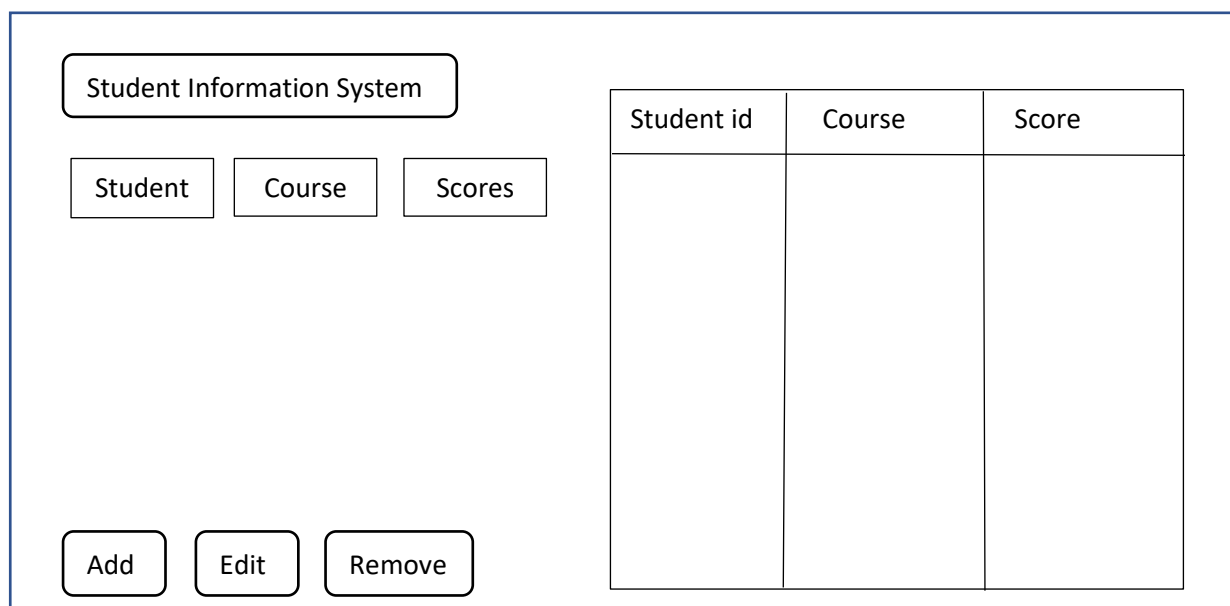 Student Information System
Student id Course Score
Student Course Scores
Add Edit Remove